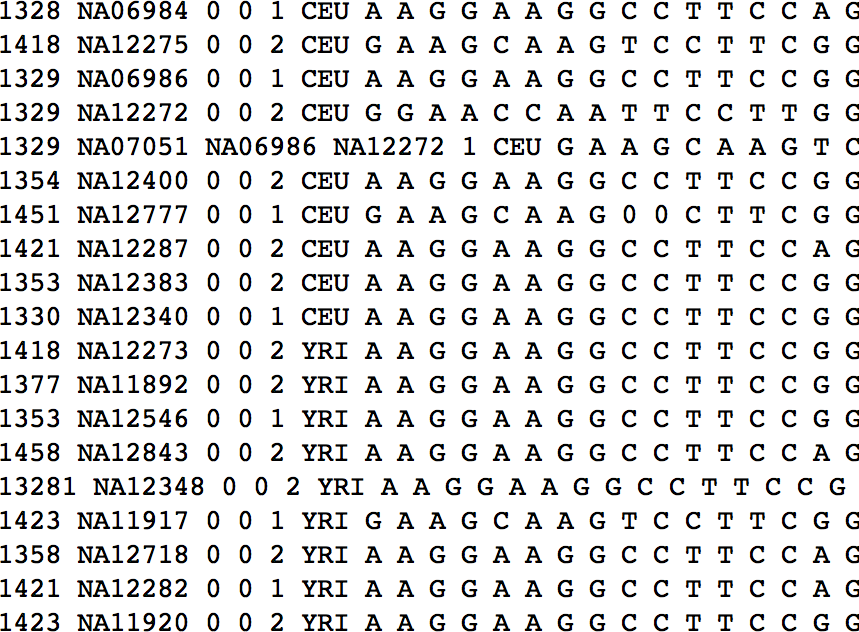 1328 NA06984 0 0 1 CEU A A G G A A G G C C T T C C A G
1418 NA12275 0 0 2 CEU G A A G C A A G T C C T T C G G
1329 NA06986 0 0 1 CEU A A G G A A G G C C T T C C G G
1329 NA12272 0 0 2 CEU G G A A C C A A T T C C T T G G
1329 NA07051 NA06986 NA12272 1 CEU G A A G C A A G T C
1354 NA12400 0 0 2 CEU A A G G A A G G C C T T C C G G
1451 NA12777 0 0 1 CEU G A A G C A A G 0 0 C T T C G G
1421 NA12287 0 0 2 CEU A A G G A A G G C C T T C C A G
1353 NA12383 0 0 2 CEU A A G G A A G G C C T T C C G G
1330 NA12340 0 0 1 CEU A A G G A A G G C C T T C C G G
1418 NA12273 0 0 2 YRI A A G G A A G G C C T T C C G G
1377 NA11892 0 0 2 YRI A A G G A A G G C C T T C C G G
1353 NA12546 0 0 1 YRI A A G G A A G G C C T T C C G G
1458 NA12843 0 0 2 YRI A A G G A A G G C C T T C C A G
13281 NA12348 0 0 2 YRI A A G G A A G G C C T T C C G
1423 NA11917 0 0 1 YRI G A A G C A A G T C C T T C G G
1358 NA12718 0 0 2 YRI A A G G A A G G C C T T C C A G
1421 NA12282 0 0 1 YRI A A G G A A G G C C T T C C A G
1423 NA11920 0 0 2 YRI A A G G A A G G C C T T C C G G